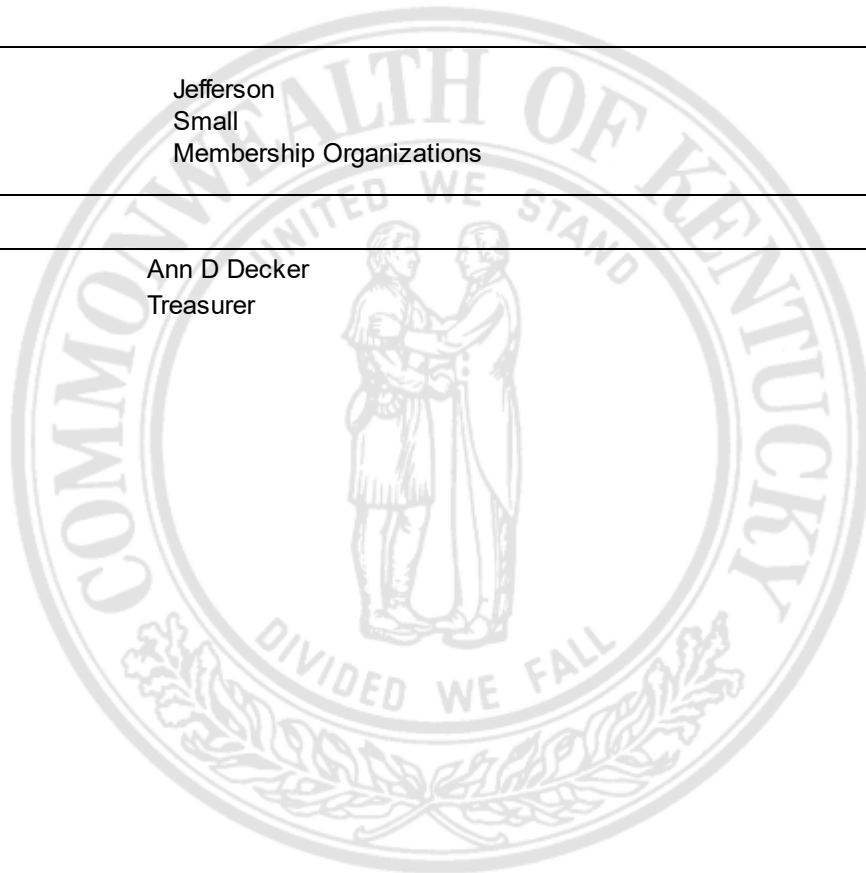 Jefferson
Small
Membership Organizations
COMMONWEALTH OF KENTUCKY
UNITED WE STAND
Ann D Decker
Treasurer
DIVIDED WE FALL